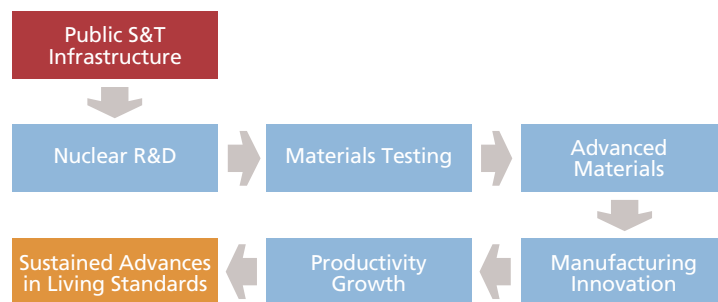 Public S&T
Infrastructure
Nuclear R&D
Materials Testing
Advanced
Materials
Sustained Advances
in Living Standards
Productivity
Growth
Manufacturing
Innovation